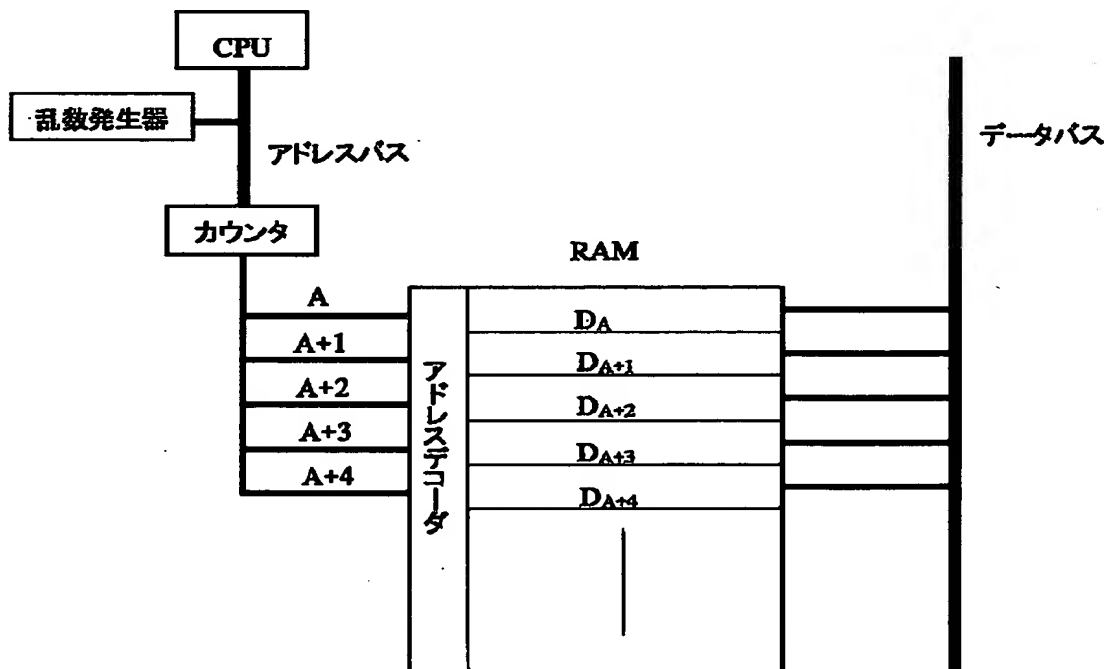 CPU
乱数発生器
アドレスバス
データバス
カウンタ
RAM
A
A+1
A+2
A+3
A+4
アドレスデコーダ
DA
DA+1
DA+2
DA+3
DA+4